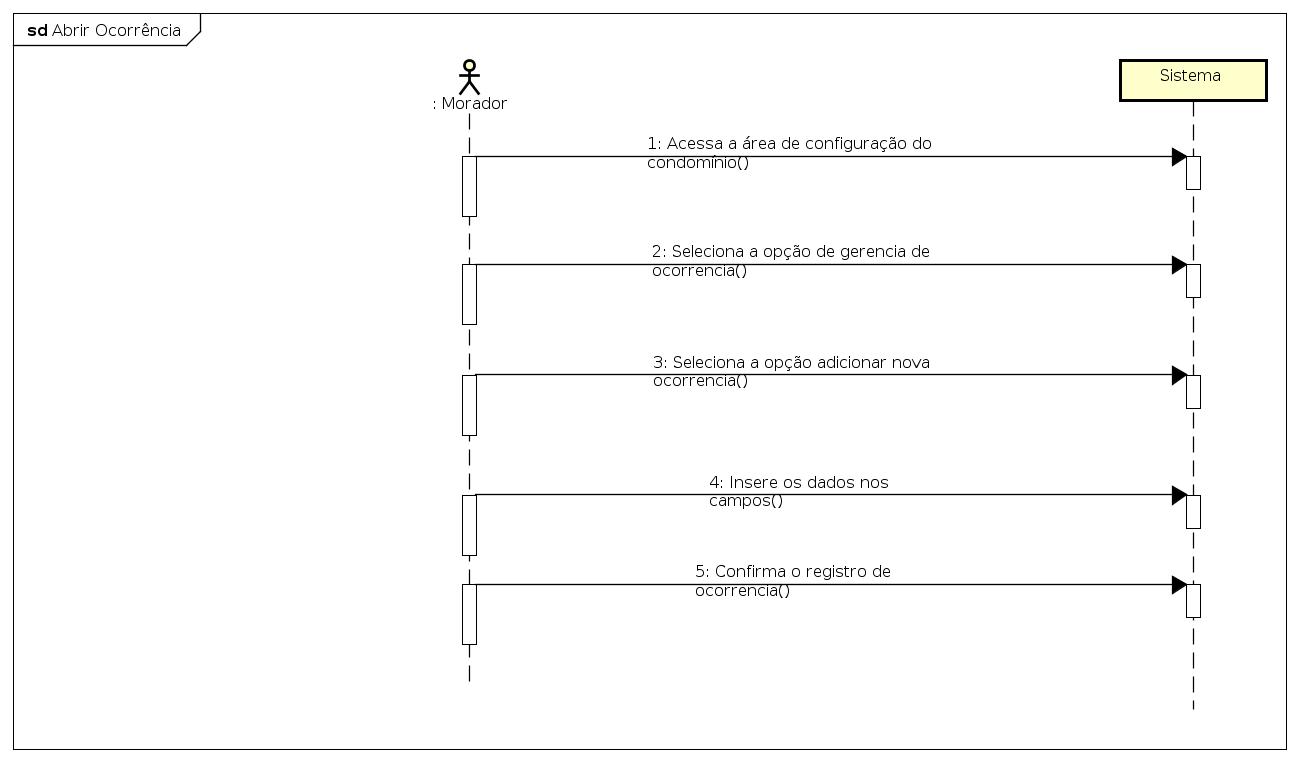 sd Abrir Ocorrência
: Morador
Sistema
1: Acessa a área de configuração do
condomínio()
2: Seleciona a opção de gerencia de
ocorrencia()
3: Seleciona a opção adicionar nova
ocorrencia()
4: Insere os dados nos
campos()
5: Confirma o registro de
ocorrencia()